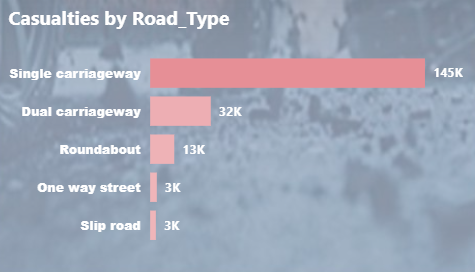 Casualties by Road_Type
Single carriageway 145K
Dual carriageway 32K
Roundabout 13K
One way street 3K
Slip road 3K